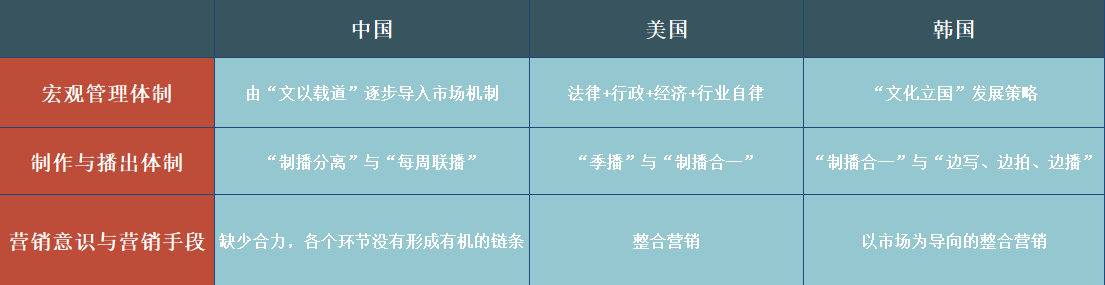 中国 美国 韩国
宏观管理体制 由“文以载道”逐步导入市场机制 法律+行政+经济+行业自律 “文化立国”发展策略
制作与播出体制 “制播分离”与“每周联播” “季播”与“制播合一” “制播合一”与“边写、边拍、边播”
营销意识与营销手段 缺少合力，各个环节没有形成有机的链条 整合营销 以市场为导向的整合营销